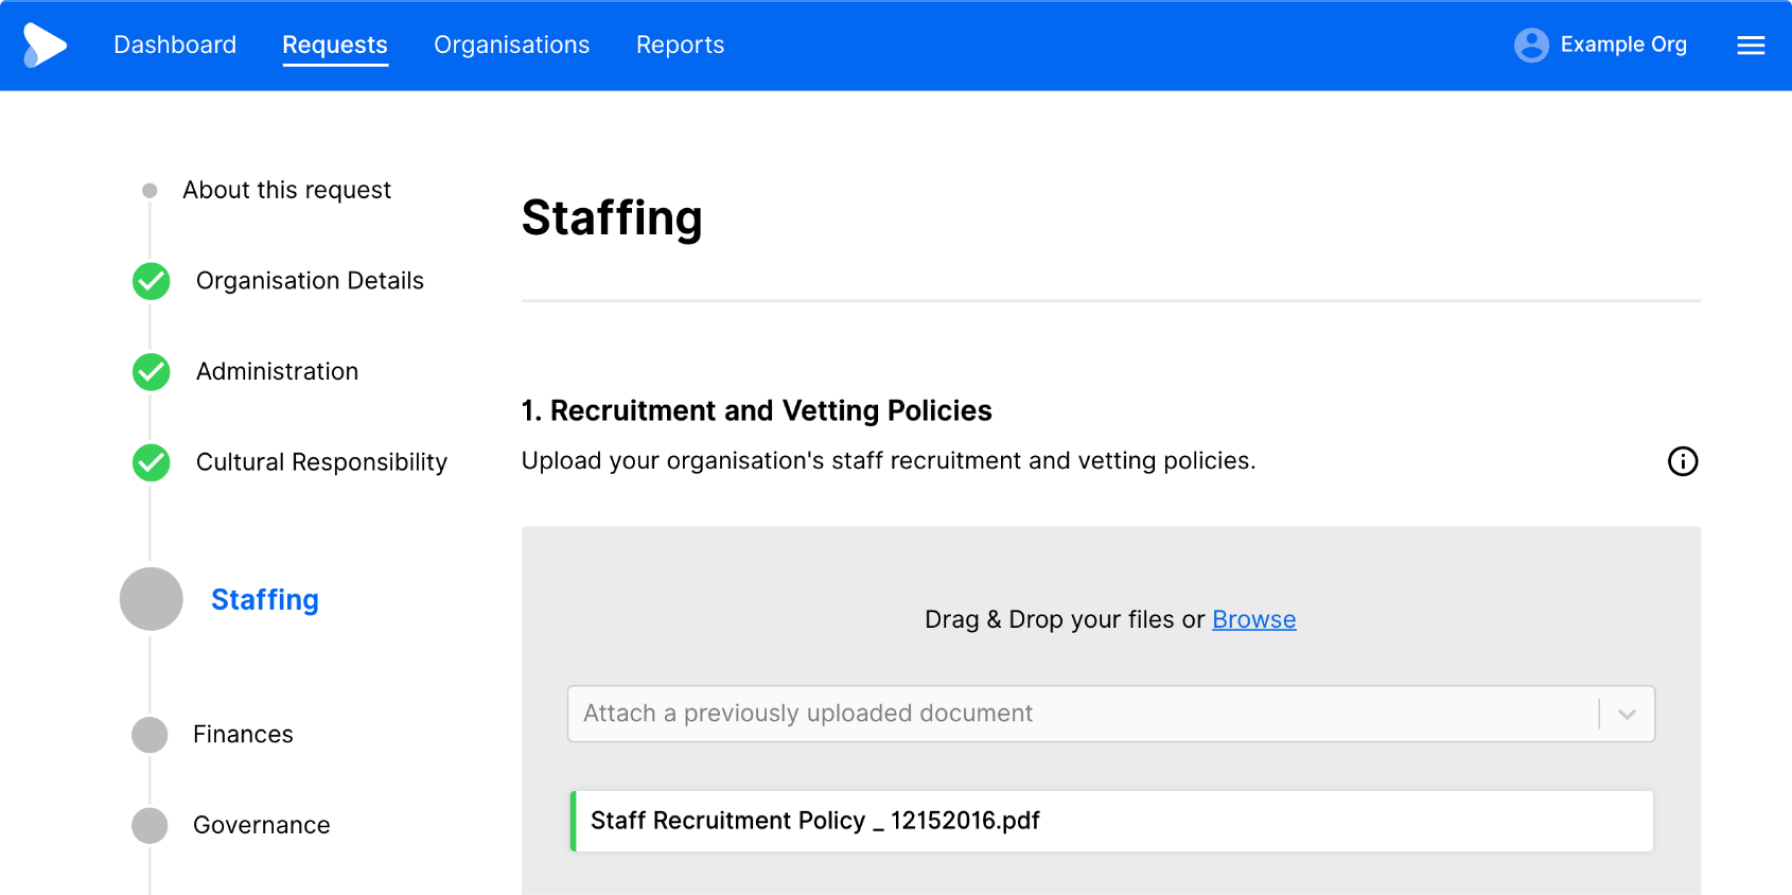 Dashboard
Requests
Organisations
Reports
Example Org
About this request
Organisation Details
Administration
Cultural Responsibility
Staffing
Finances
Governance
Staffing
1. Recruitment and Vetting Policies
Upload your organisation's staff recruitment and vetting policies.
Drag & Drop your files or Browse
Attach a previously uploaded document
Staff Recruitment Policy _ 12152016.pdf